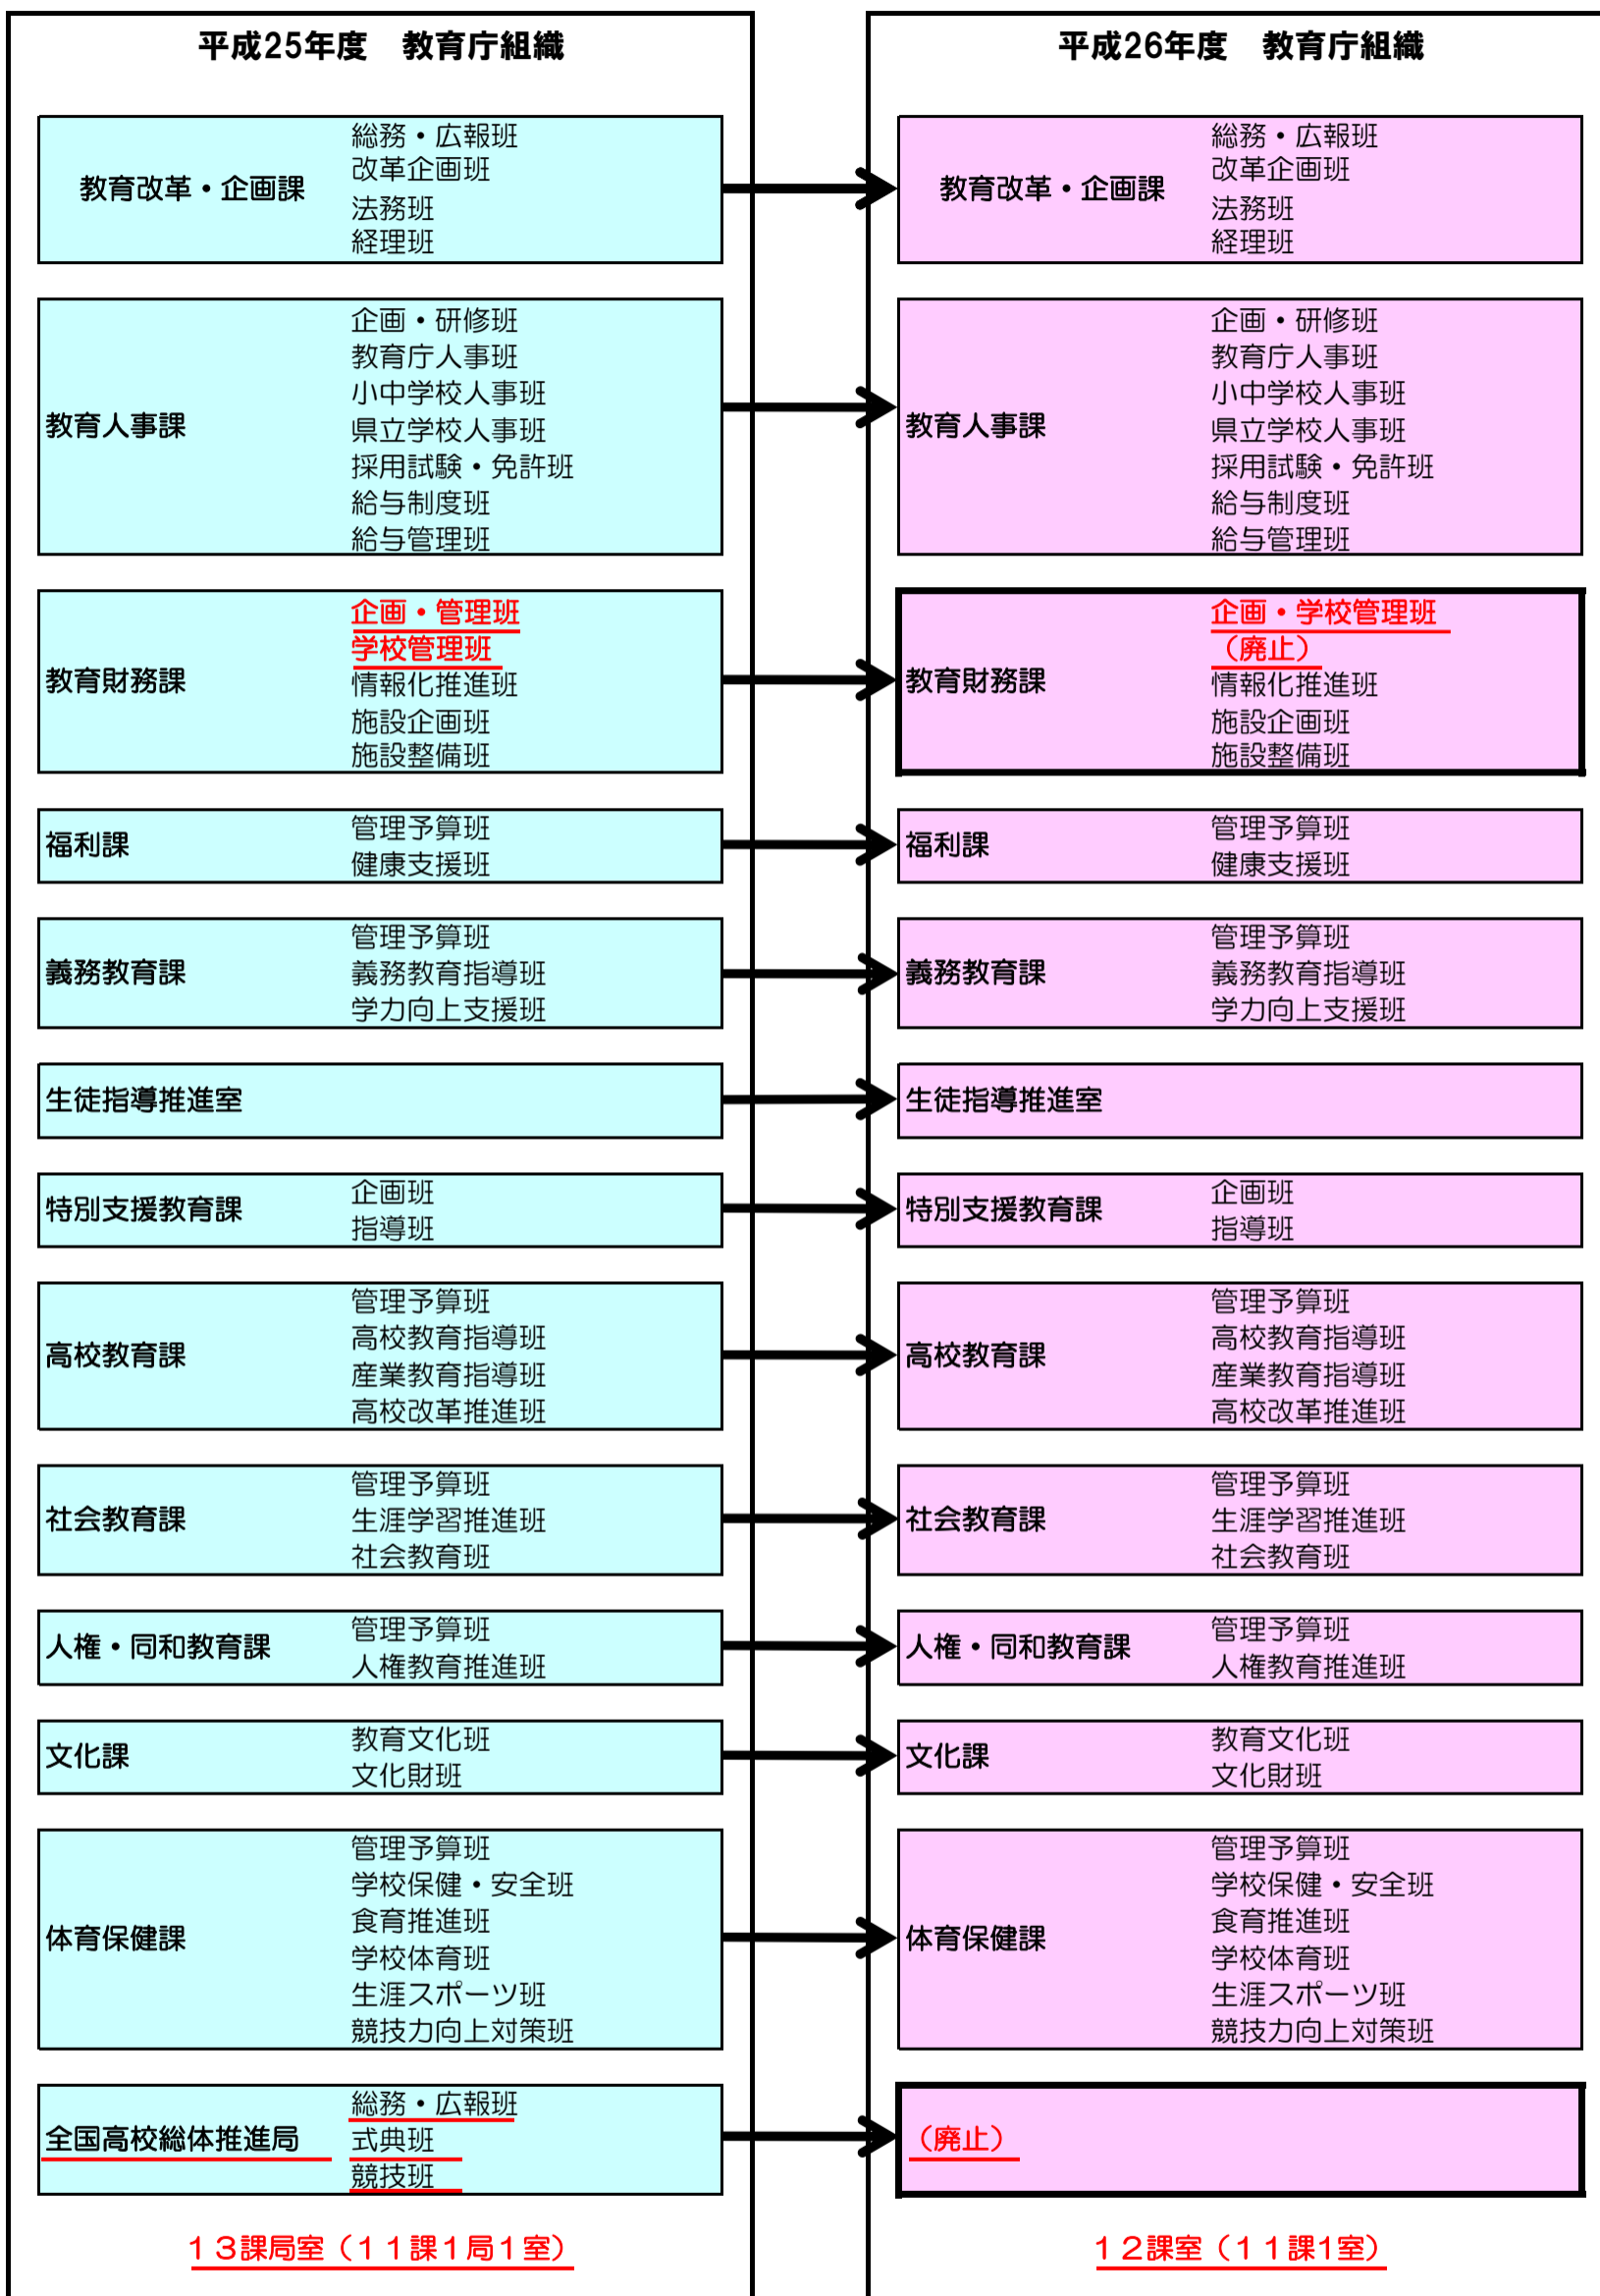 平成25年度　教育庁組織
教育改革・企画課
総務・広報班
改革企画班
法務班
経理班
教育人事課
企画・研修班
教育庁人事班
小中学校人事班
県立学校人事班
採用試験・免許班
給与制度班
給与管理班
教育財務課
企画・管理班
学校管理班
情報化推進班
施設企画班
施設整備班
福利課
管理予算班
健康支援班
義務教育課
管理予算班
義務教育指導班
学力向上支援班
生徒指導推進室
特別支援教育課
企画班
指導班
高校教育課
管理予算班
高校教育指導班
産業教育指導班
高校改革推進班
社会教育課
管理予算班
生涯学習推進班
社会教育班
人権・同和教育課
管理予算班
人権教育推進班
文化課
教育文化班
文化財班
体育保健課
管理予算班
学校保健・安全班
食育推進班
学校体育班
生涯スポーツ班
競技力向上対策班
全国高校総体推進局
総務・広報班
式典班
競技班
１３課局室（１１課１局１室）
平成26年度　教育庁組織
教育改革・企画課
総務・広報班
改革企画班
法務班
経理班
教育人事課
企画・研修班
教育庁人事班
小中学校人事班
県立学校人事班
採用試験・免許班
給与制度班
給与管理班
教育財務課
企画・学校管理班
（廃止）
情報化推進班
施設企画班
施設整備班
福利課
管理予算班
健康支援班
義務教育課
管理予算班
義務教育指導班
学力向上支援班
生徒指導推進室
特別支援教育課
企画班
指導班
高校教育課
管理予算班
高校教育指導班
産業教育指導班
高校改革推進班
社会教育課
管理予算班
生涯学習推進班
社会教育班
人権・同和教育課
管理予算班
人権教育推進班
文化課
教育文化班
文化財班
体育保健課
管理予算班
学校保健・安全班
食育推進班
学校体育班
生涯スポーツ班
競技力向上対策班
（廃止）
１２課室（１１課1室）